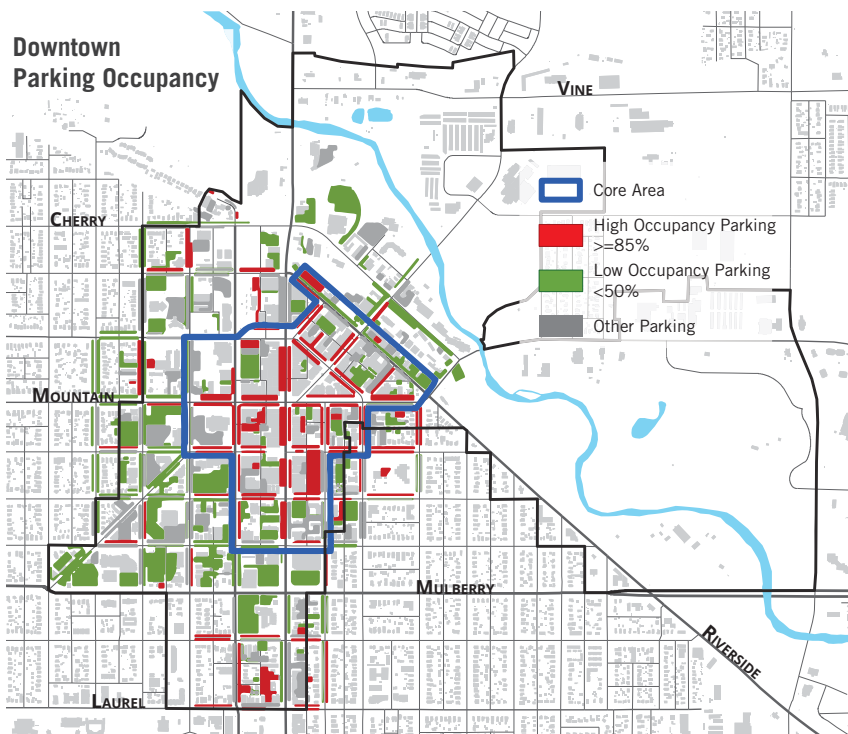 Downtown
Parking Occupancy
VINE
Core Area
CHERRY
High Occupancy Parking
>=85%
Low Occupancy Parking
<50%
Other Parking
MOUNTAIN
MULBERRY
RIVERSIDE
LAUREL